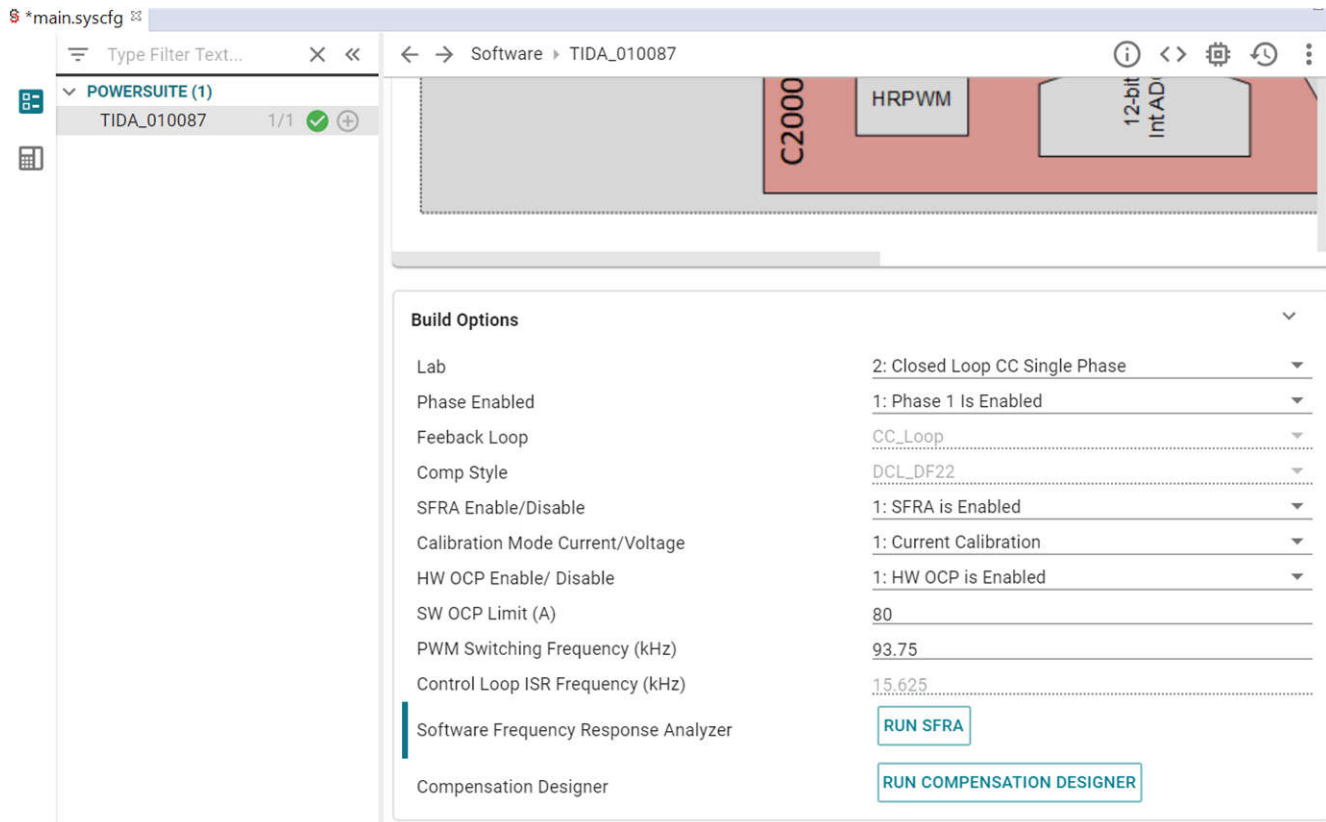 *main.syscfg
Type Filter Text...
Software TIDA_010087
POWERSUITE (1)
TIDA_010087 1/1
C2000
HRPWM
12-bit
Int ADC
Build Options
Lab 2: Closed Loop CC Single Phase
Phase Enabled 1: Phase 1 Is Enabled
Feeback Loop CC_Loop
Comp Style DCL_DF22
SFRA Enable/Disable 1: SFRA is Enabled
Calibration Mode Current/Voltage 1: Current Calibration
HW OCP Enable/ Disable 1: HW OCP is Enabled
SW OCP Limit (A) 80
PWM Switching Frequency (kHz) 93.75
Control Loop ISR Frequency (kHz) 15.625
Software Frequency Response Analyzer RUN SFRA
Compensation Designer RUN COMPENSATION DESIGNER